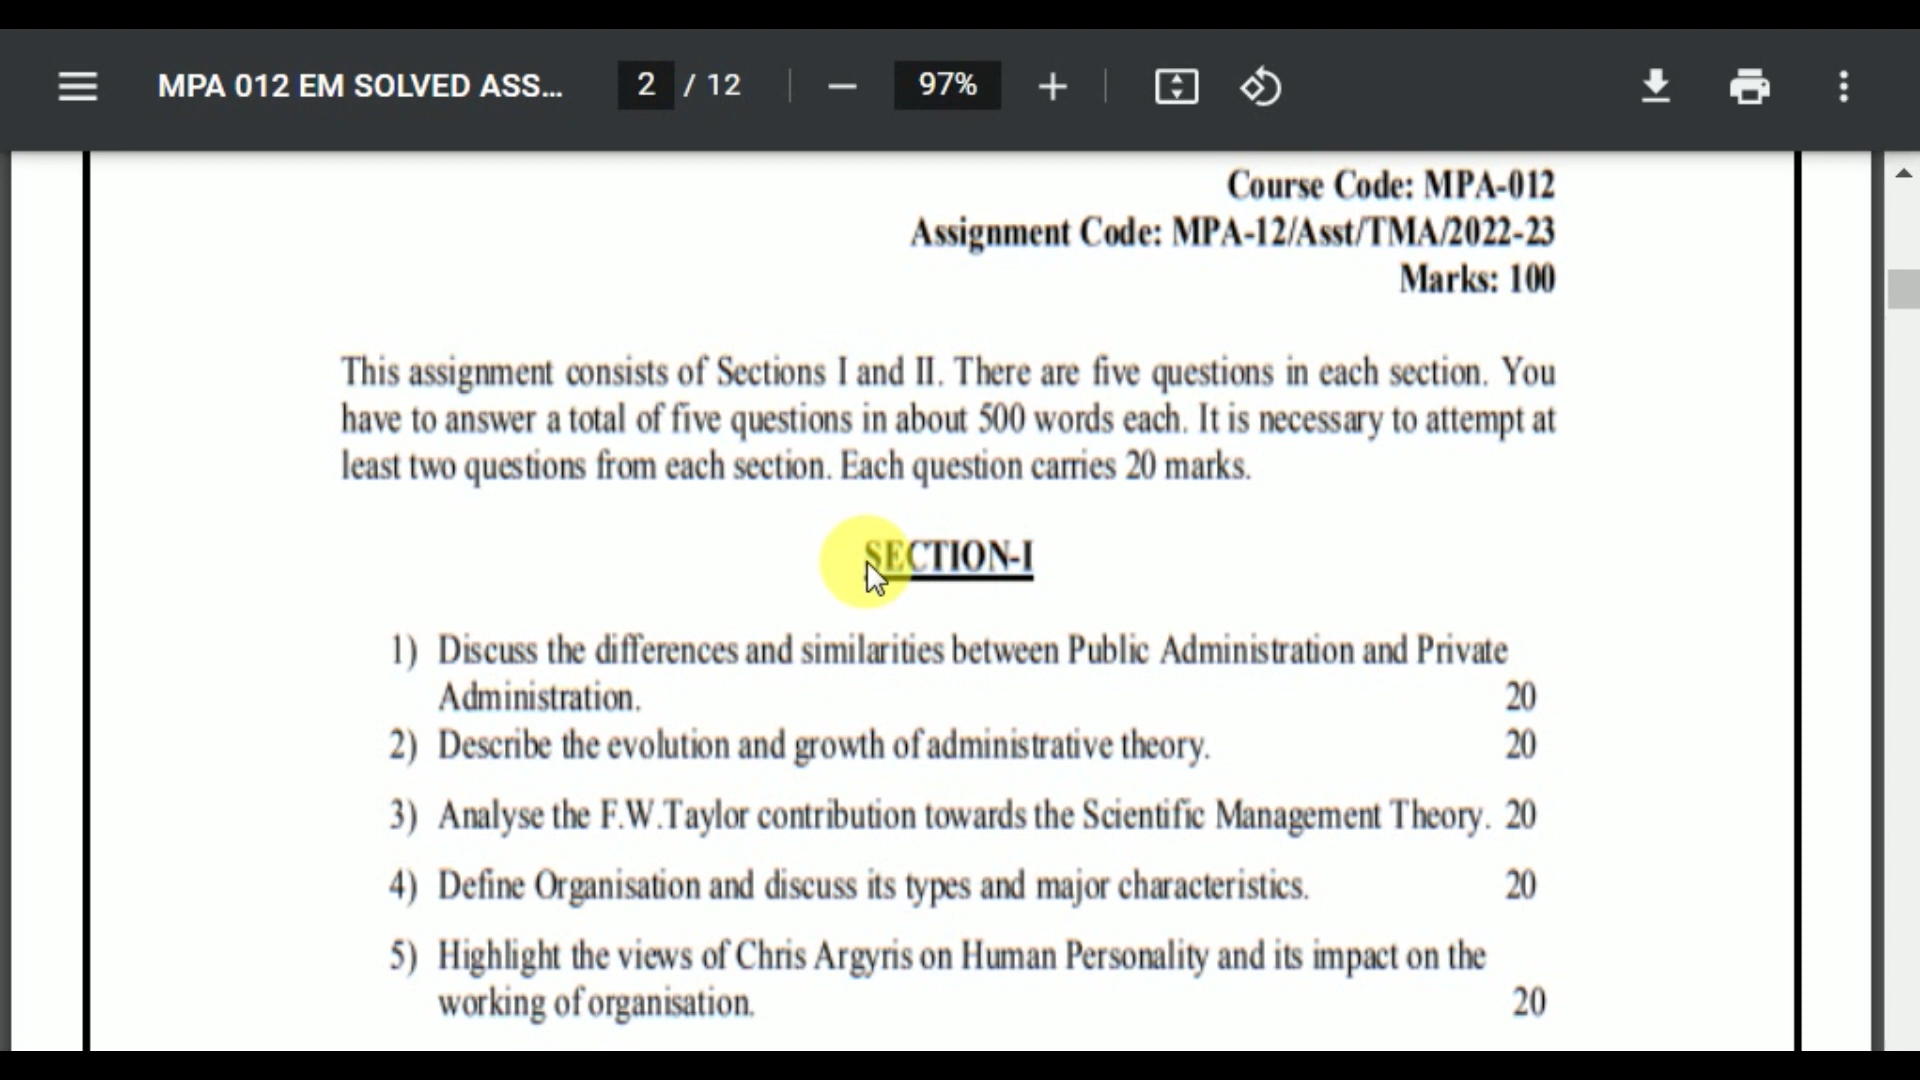 MPA 012 EM SOLVED ASS... 2 / 12 97%
Course Code: MPA-012
Assignment Code: MPA-12/Asst/TMA/2022-23
Marks: 100
This assignment consists of Sections I and II. There are five questions in each section. You
have to answer a total of five questions in about 500 words each. It is necessary to attempt at
least two questions from each section. Each question carries 20 marks.
SECTION-I
1) Discuss the differences and similarities between Public Administration and Private
Administration. 20
2) Describe the evolution and growth of administrative theory. 20
3) Analyse the F.W.Taylor contribution towards the Scientific Management Theory. 20
4) Define Organisation and discuss its types and major characteristics. 20
5) Highlight the views of Chris Argyris on Human Personality and its impact on the
working of organisation. 20